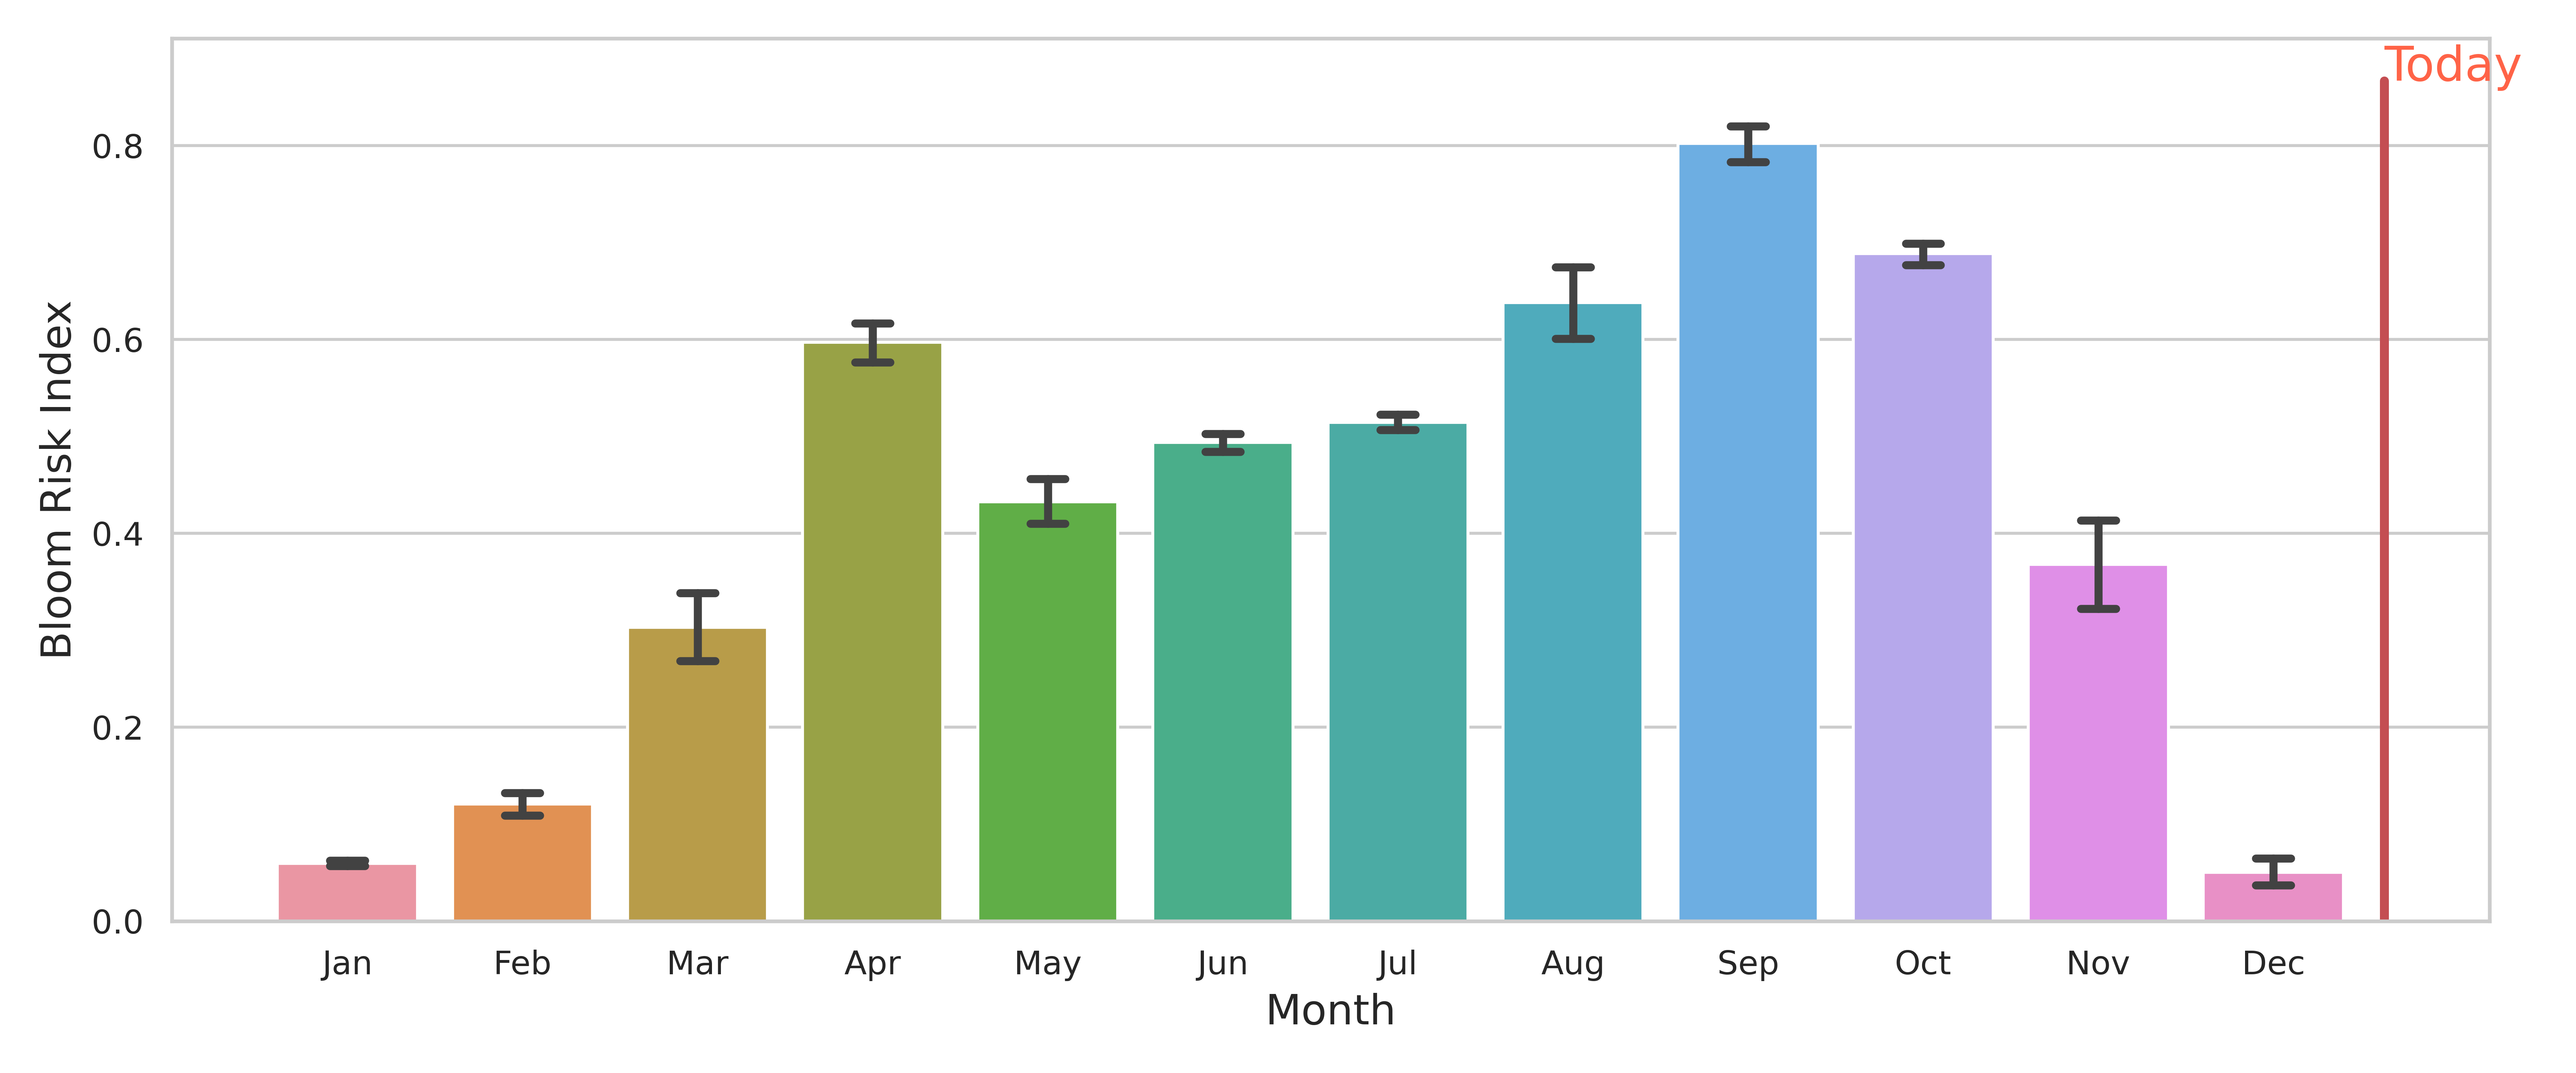 Today
Bloom Risk Index
0.8
0.6
0.4
0.2
0.0
Jan Feb Mar Apr May Jun Jul Aug Sep Oct Nov Dec
Month